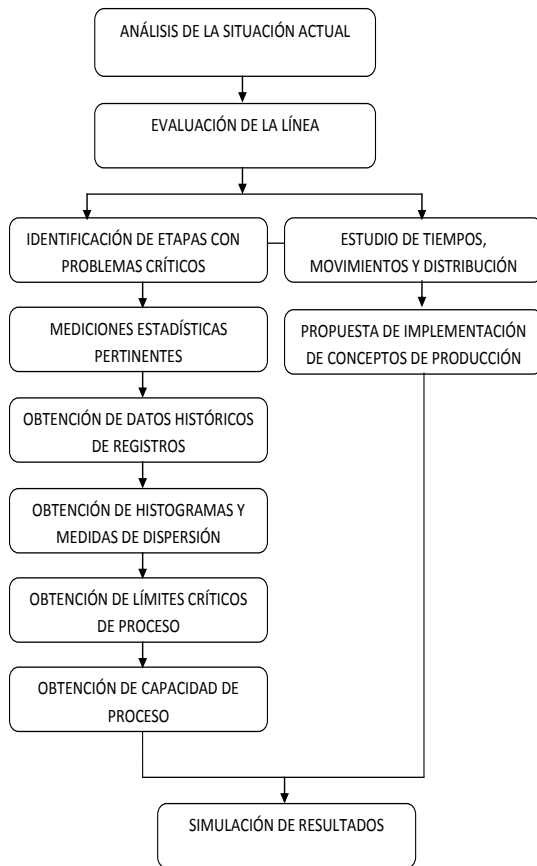 ANÁLISIS DE LA SITUACIÓN ACTUAL
EVALUACIÓN DE LA LÍNEA
IDENTIFICACIÓN DE ETAPAS CON
PROBLEMAS CRÍTICOS
ESTUDIO DE TIEMPOS,
MOVIMIENTOS Y DISTRIBUCIÓN
MEDICIONES ESTADÍSTICAS
PERTINENTES
PROPUESTA DE IMPLEMENTACIÓN
DE CONCEPTOS DE PRODUCCIÓN
OBTENCIÓN DE DATOS HISTÓRICOS
DE REGISTROS
OBTENCIÓN DE HISTOGRAMAS Y
MEDIDAS DE DISPERSIÓN
OBTENCIÓN DE LÍMITES CRÍTICOS
DE PROCESO
OBTENCIÓN DE CAPACIDAD DE
PROCESO
SIMULACIÓN DE RESULTADOS